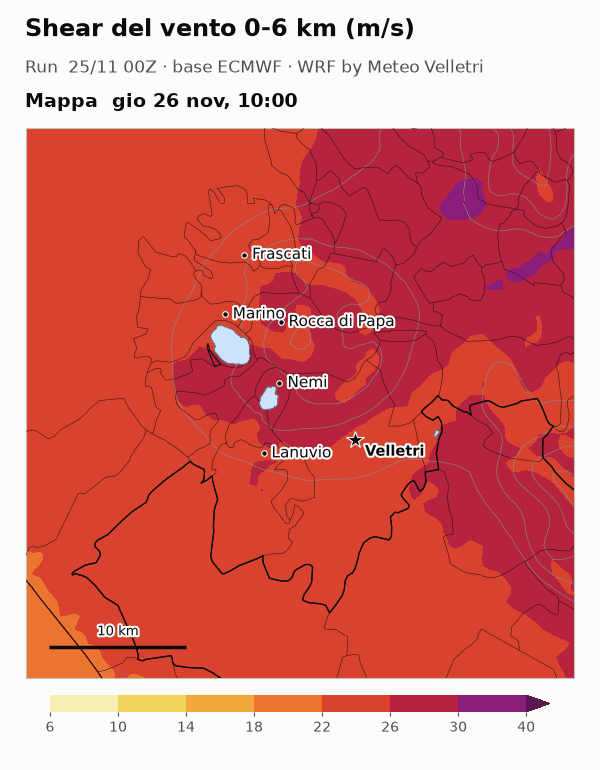 Shear del vento 0-6 km (m/s)
Run  25/11 00Z · base ECMWF · WRF by Meteo Velletri
Mappa  gio 26 nov, 10:00
Frascati
Marino
Rocca di Papa
Nemi
Velletri
Lanuvio
10 km
6 10 14 18 22 26 30 40